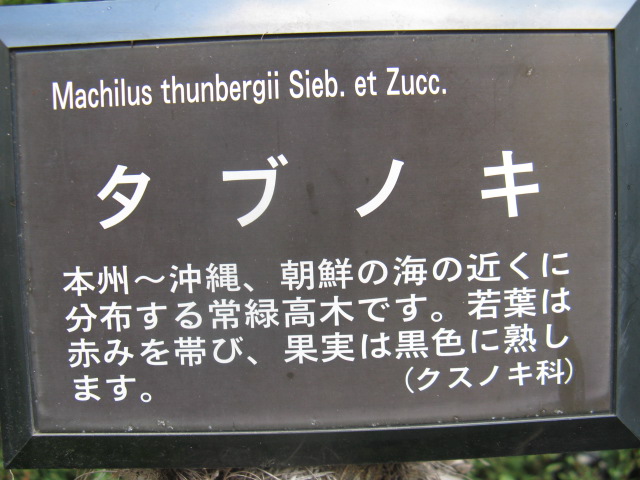 Machilus thunbergii Sieb. et Zucc.
タブノキ
本州～沖縄、朝鮮の海の近くに
分布する常緑高木です。若葉は
赤みを帯び、果実は黒色に熟し
ます。
（クスノキ科）